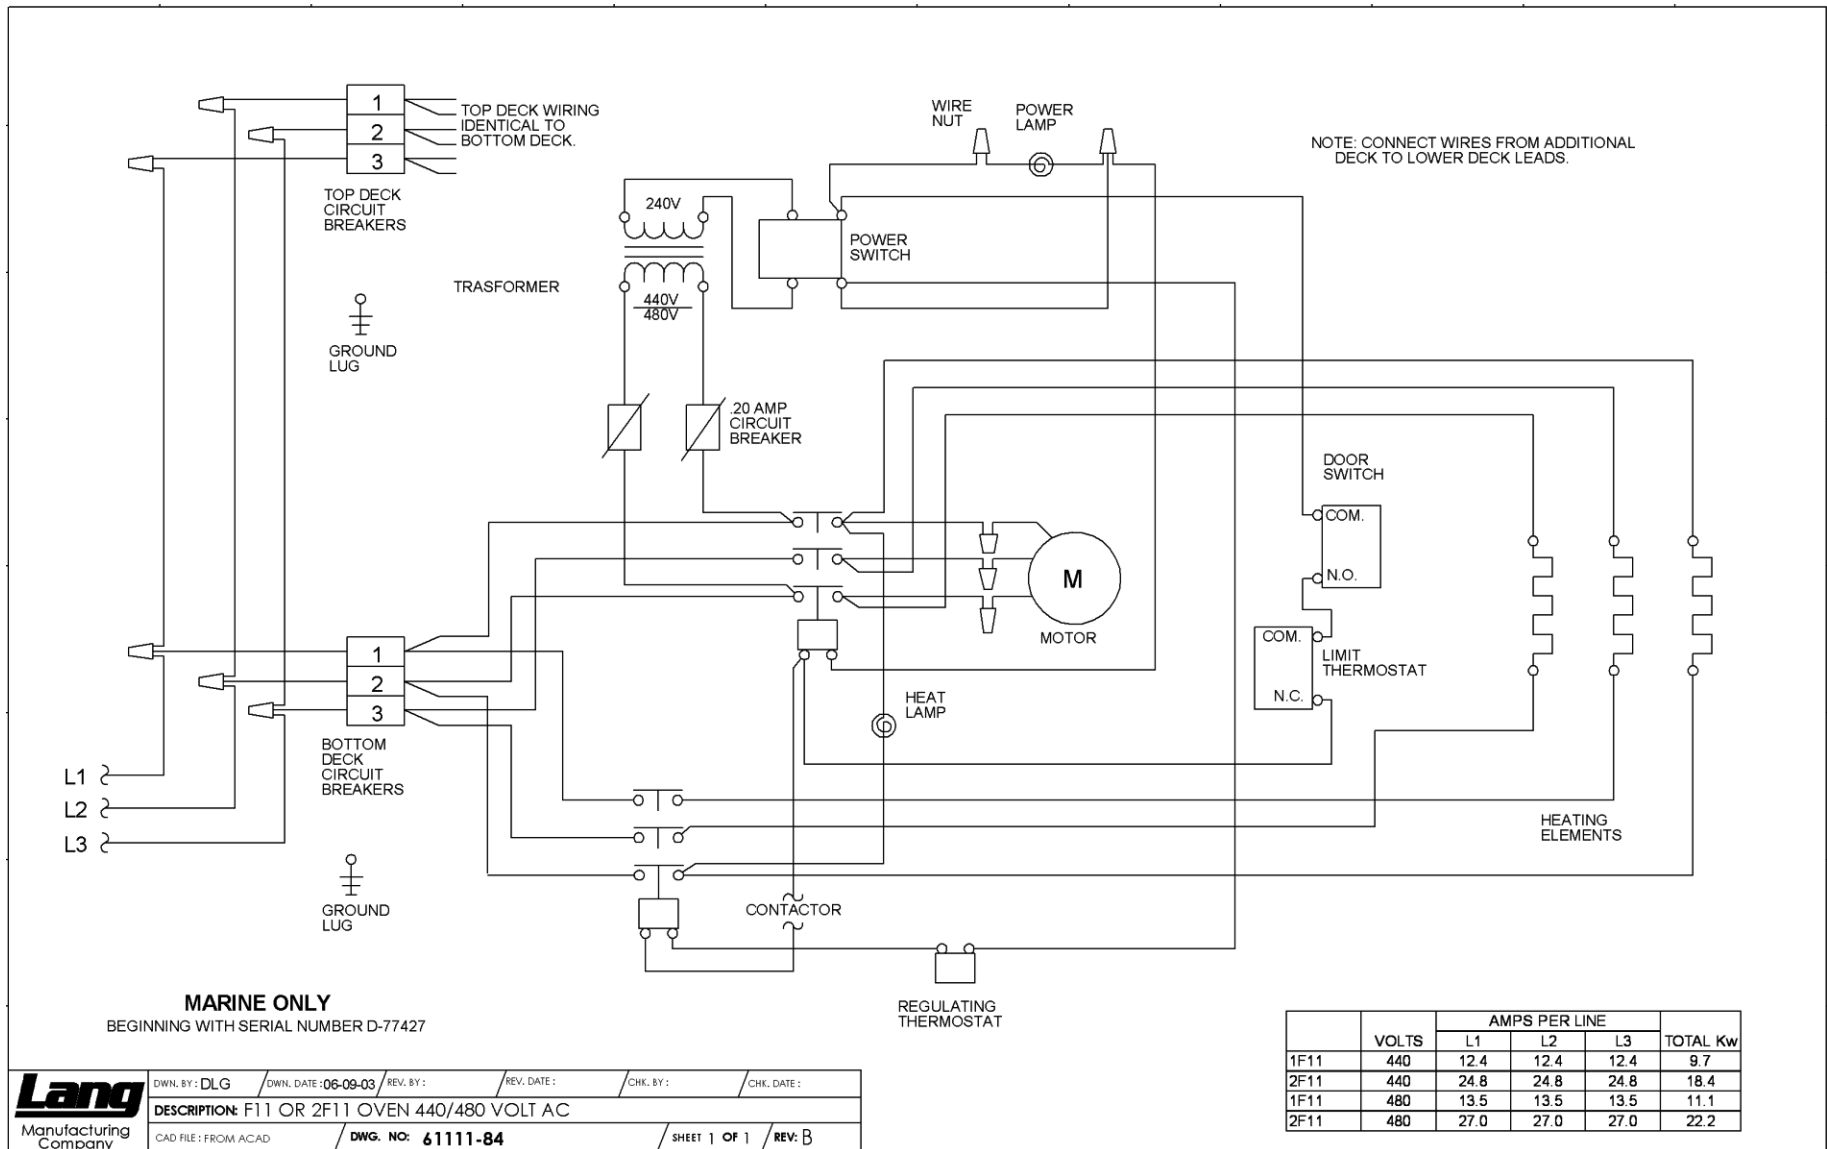 1
2
3
TOP DECK WIRING
IDENTICAL TO
BOTTOM DECK.
TOP DECK
CIRCUIT
BREAKERS
WIRE
NUT
POWER
LAMP
NOTE: CONNECT WIRES FROM ADDITIONAL
DECK TO LOWER DECK LEADS.
240V
POWER
SWITCH
TRASFORMER
440V
480V
GROUND
LUG
.20 AMP
CIRCUIT
BREAKER
DOOR
SWITCH
COM.
N.O.
M
MOTOR
COM.
N.C.
LIMIT
THERMOSTAT
1
2
3
HEAT
LAMP
BOTTOM
DECK
CIRCUIT
BREAKERS
L1
L2
L3
HEATING
ELEMENTS
GROUND
LUG
CONTACTOR
REGULATING
THERMOSTAT
MARINE ONLY
BEGINNING WITH SERIAL NUMBER D-77427
AMPS PER LINE
VOLTS L1 L2 L3 TOTAL Kw
1F11 440 12.4 12.4 12.4 9.7
2F11 440 24.8 24.8 24.8 18.4
1F11 480 13.5 13.5 13.5 11.1
2F11 480 27.0 27.0 27.0 22.2
Lang
Manufacturing
Company
DWN. BY: DLG DWN. DATE: 06-09-03 REV. BY: REV. DATE: CHK. BY: CHK. DATE:
DESCRIPTION: F11 OR 2F11 OVEN 440/480 VOLT AC
CAD FILE: FROM ACAD DWG. NO: 61111-84 SHEET 1 OF 1 REV: B